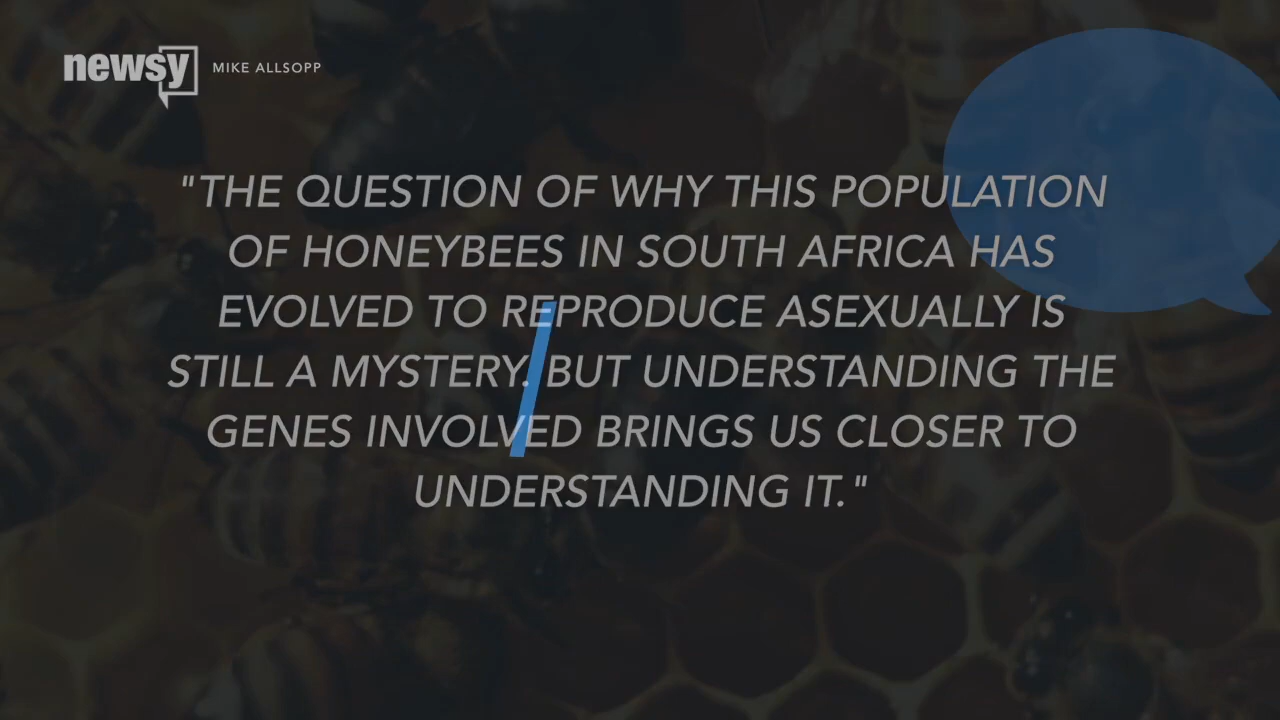 newsy MIKE ALLSOPP
"THE QUESTION OF WHY THIS POPULATION
OF HONEYBEES IN SOUTH AFRICA HAS
EVOLVED TO REPRODUCE ASEXUALLY IS
STILL A MYSTERY. BUT UNDERSTANDING THE
GENES INVOLVED BRINGS US CLOSER TO
UNDERSTANDING IT."